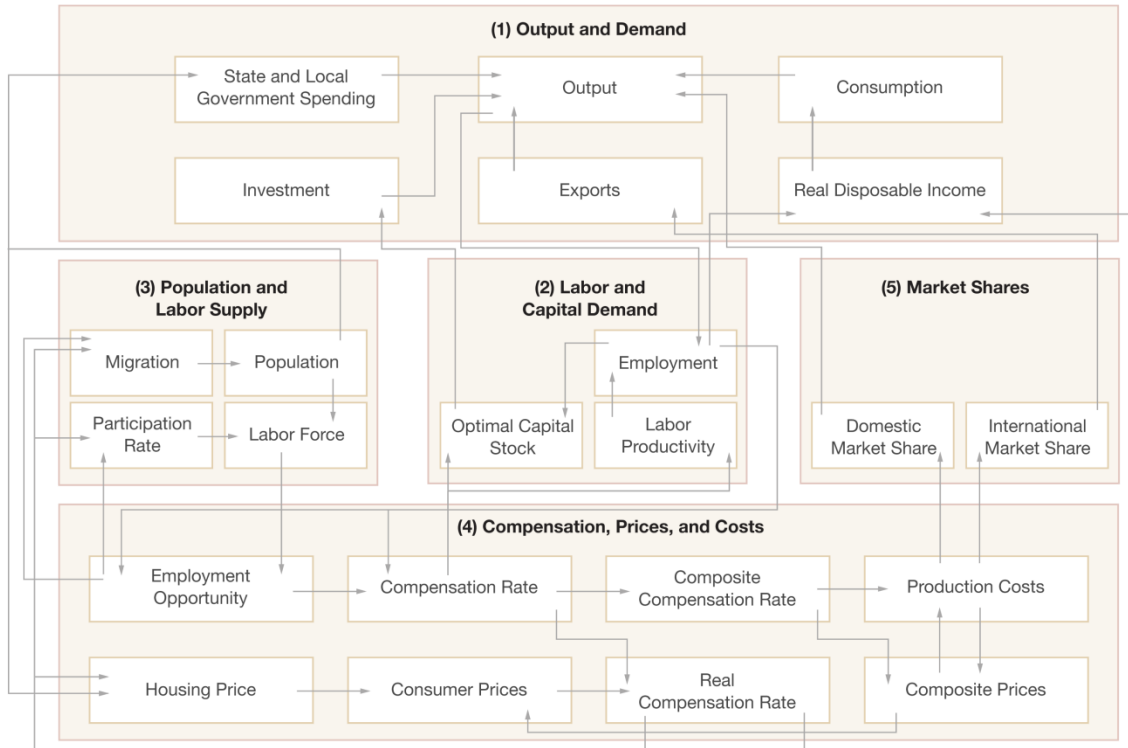 (1) Output and Demand
State and Local
Government Spending
Output
Consumption
Investment
Exports
Real Disposable Income
(3) Population and
Labor Supply
Migration
Population
Participation
Rate
Labor Force
(2) Labor and
Capital Demand
Employment
Optimal Capital
Stock
Labor
Productivity
(5) Market Shares
Domestic
Market Share
International
Market Share
(4) Compensation, Prices, and Costs
Employment
Opportunity
Compensation Rate
Composite
Compensation Rate
Production Costs
Housing Price
Consumer Prices
Real
Compensation Rate
Composite Prices